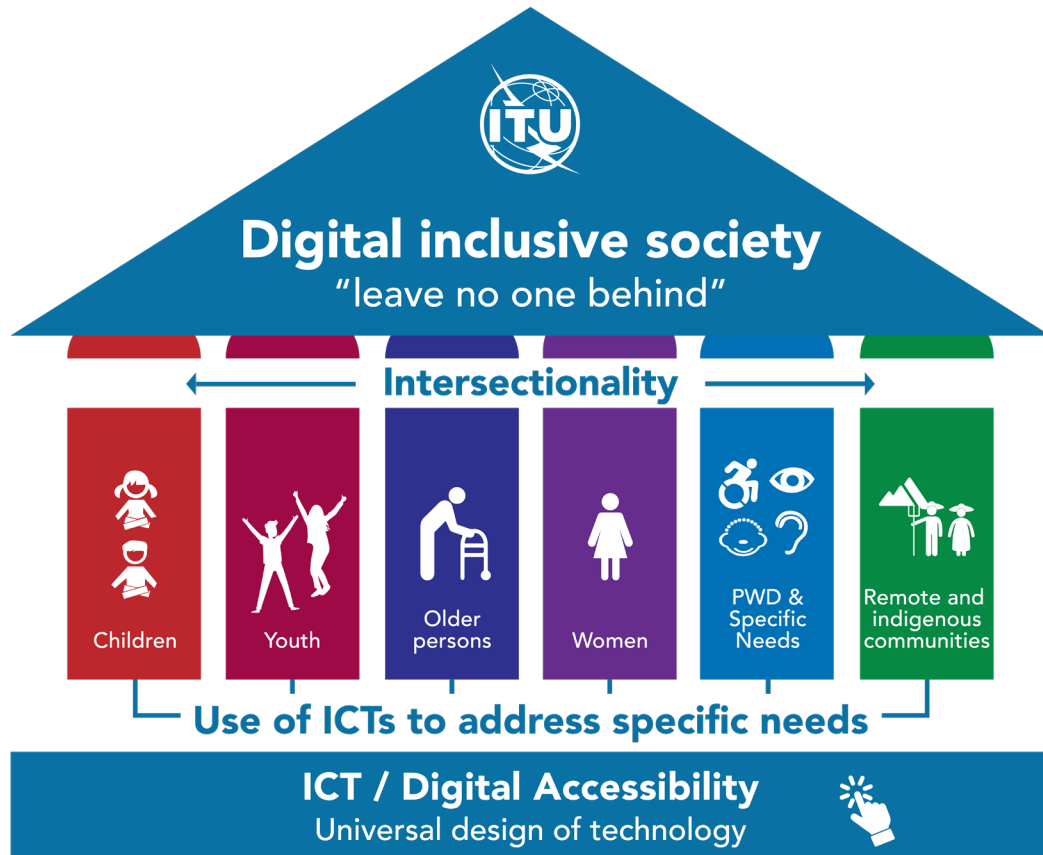 ITU
Digital inclusive society
“leave no one behind”
Intersectionality
Children
Youth
Older
persons
Women
PWD &
Specific
Needs
Remote and
indigenous
communities
Use of ICTs to address specific needs
ICT / Digital Accessibility
Universal design of technology